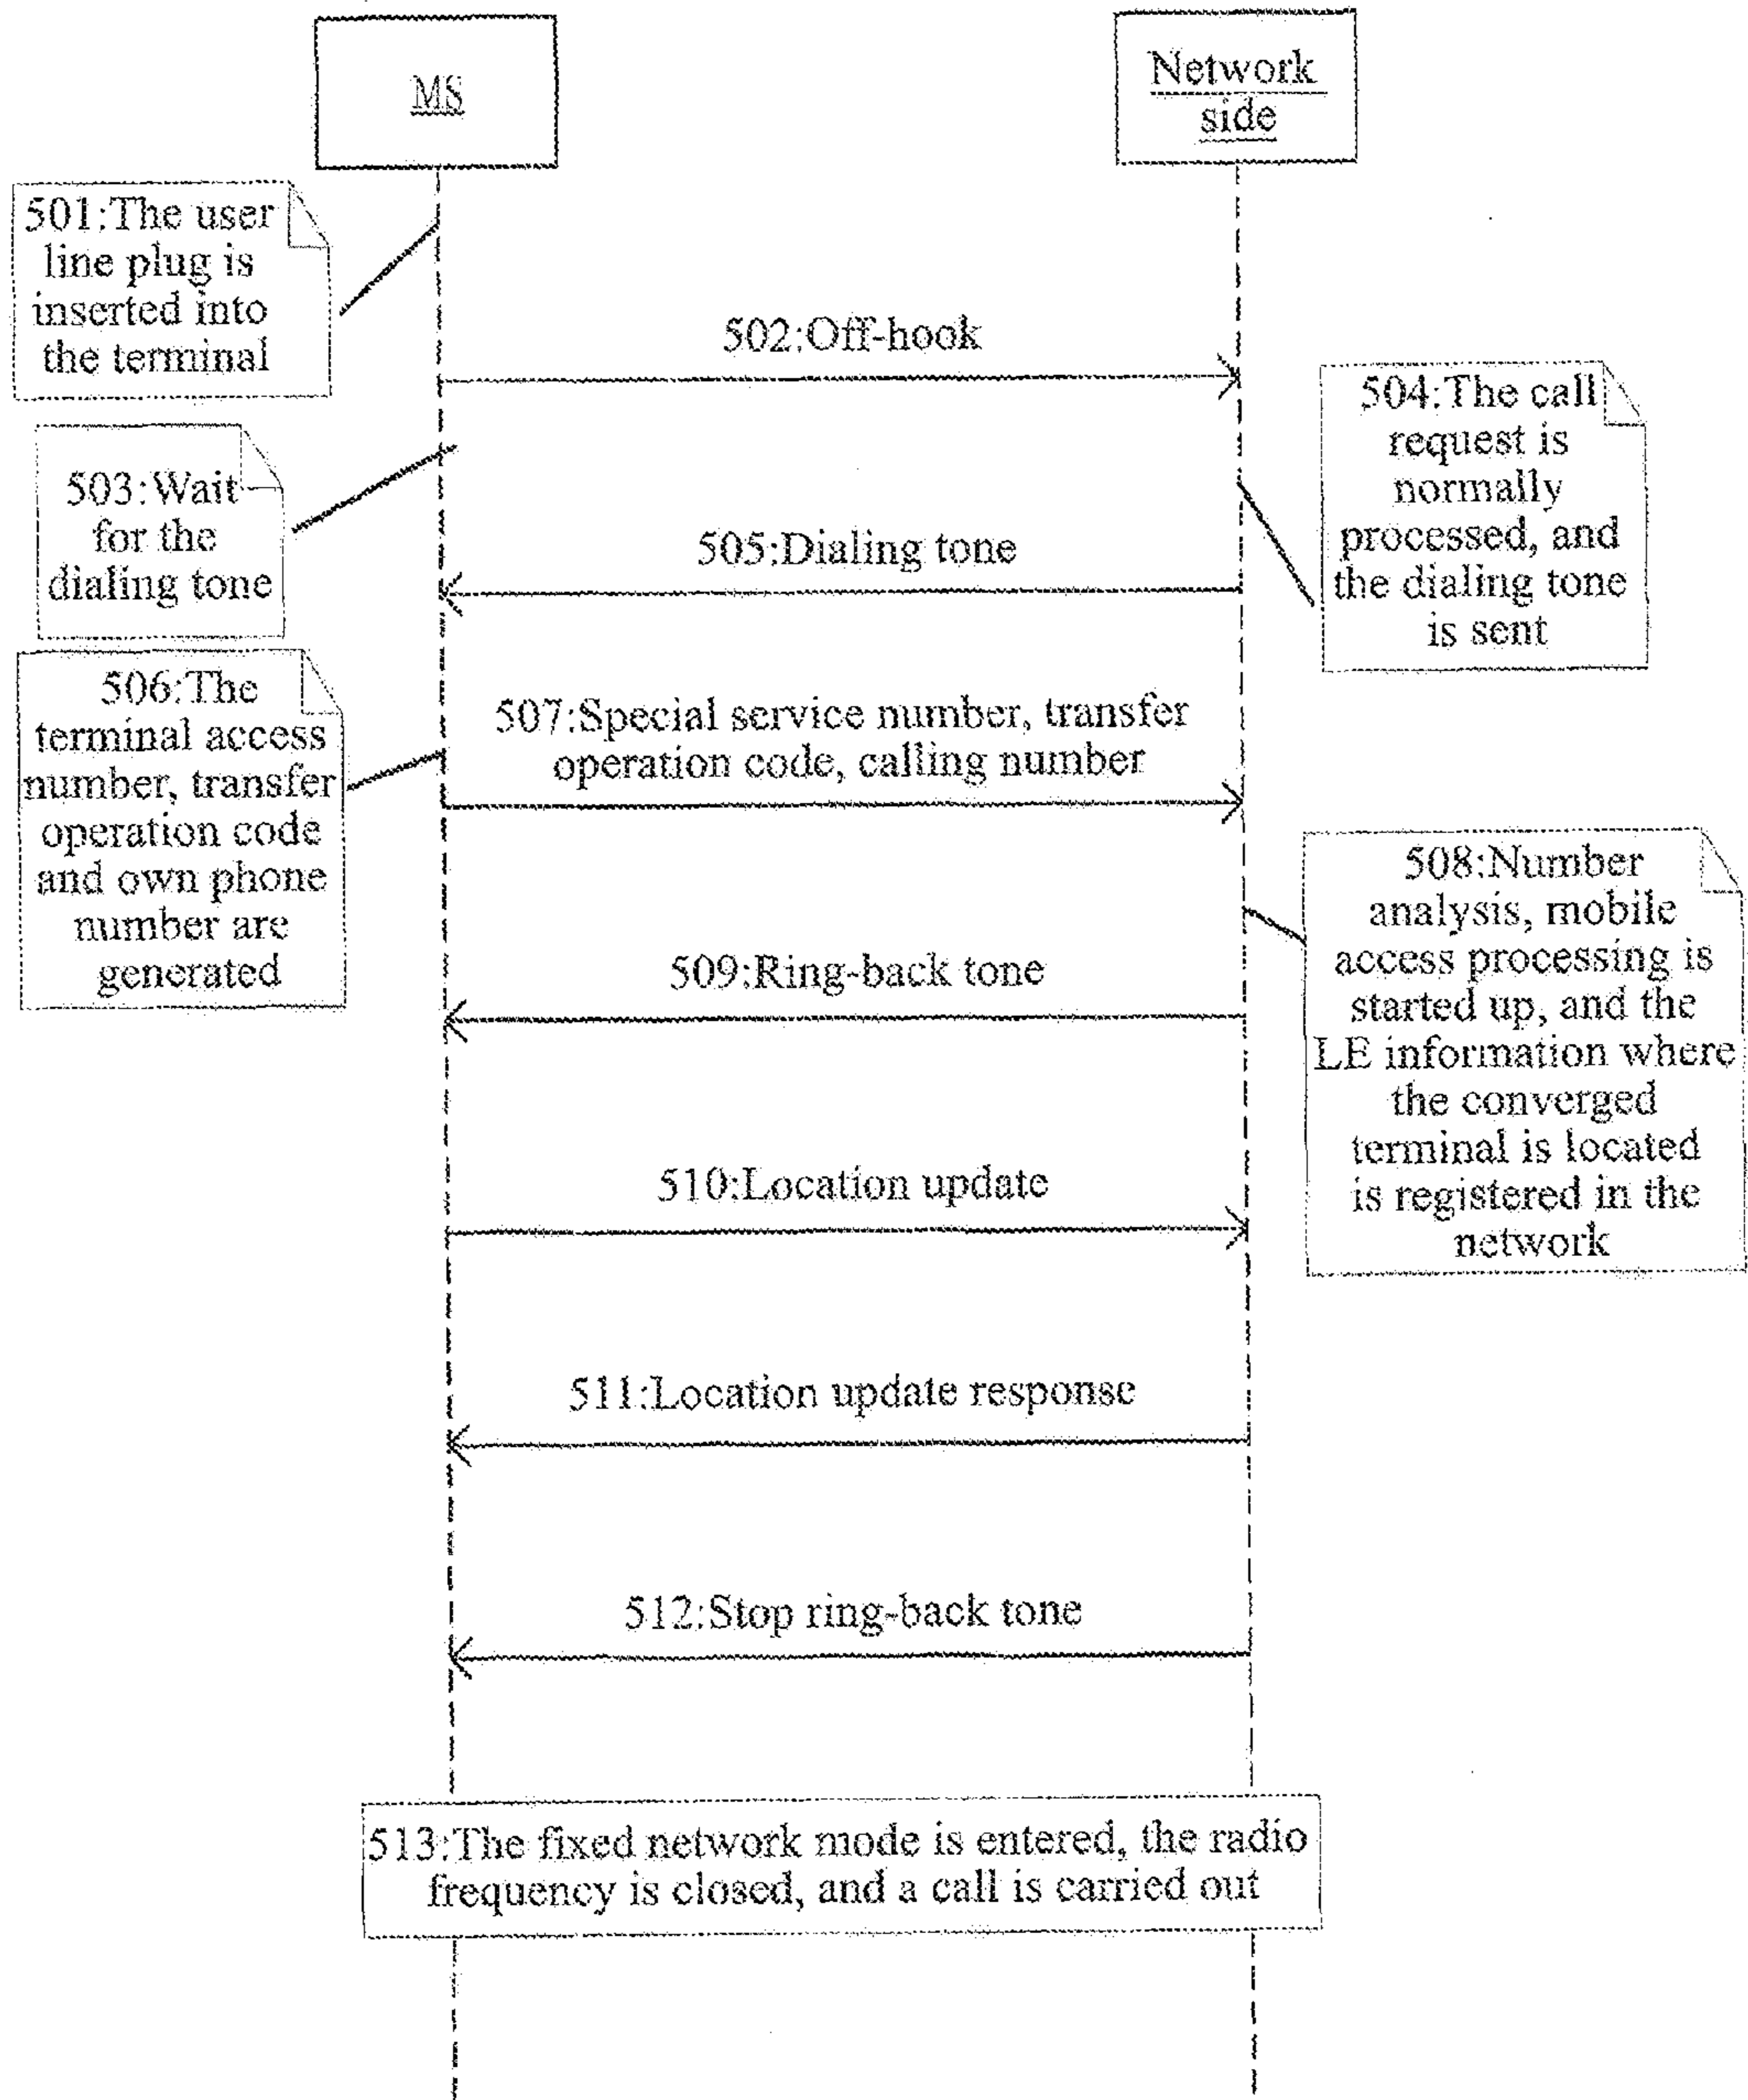 MS
Network
side
501:The user
line plug is
inserted into
the terminal
502:Off-hook
503:Wait
for the
dialing tone
504:The call
request is
normally
processed, and
the dialing tone
is sent
505:Dialing tone
506:The
terminal access
number, transfer
operation code
and own phone
number are
generated
507:Special service number, transfer
operation code, calling number
508:Number
analysis, mobile
access processing is
started up, and the
LE information where
the converged
terminal is located
is registered in the
network
509:Ring-back tone
510:Location update
511:Location update response
512:Stop ring-back tone
513:The fixed network mode is entered, the radio
frequency is closed, and a call is carried out